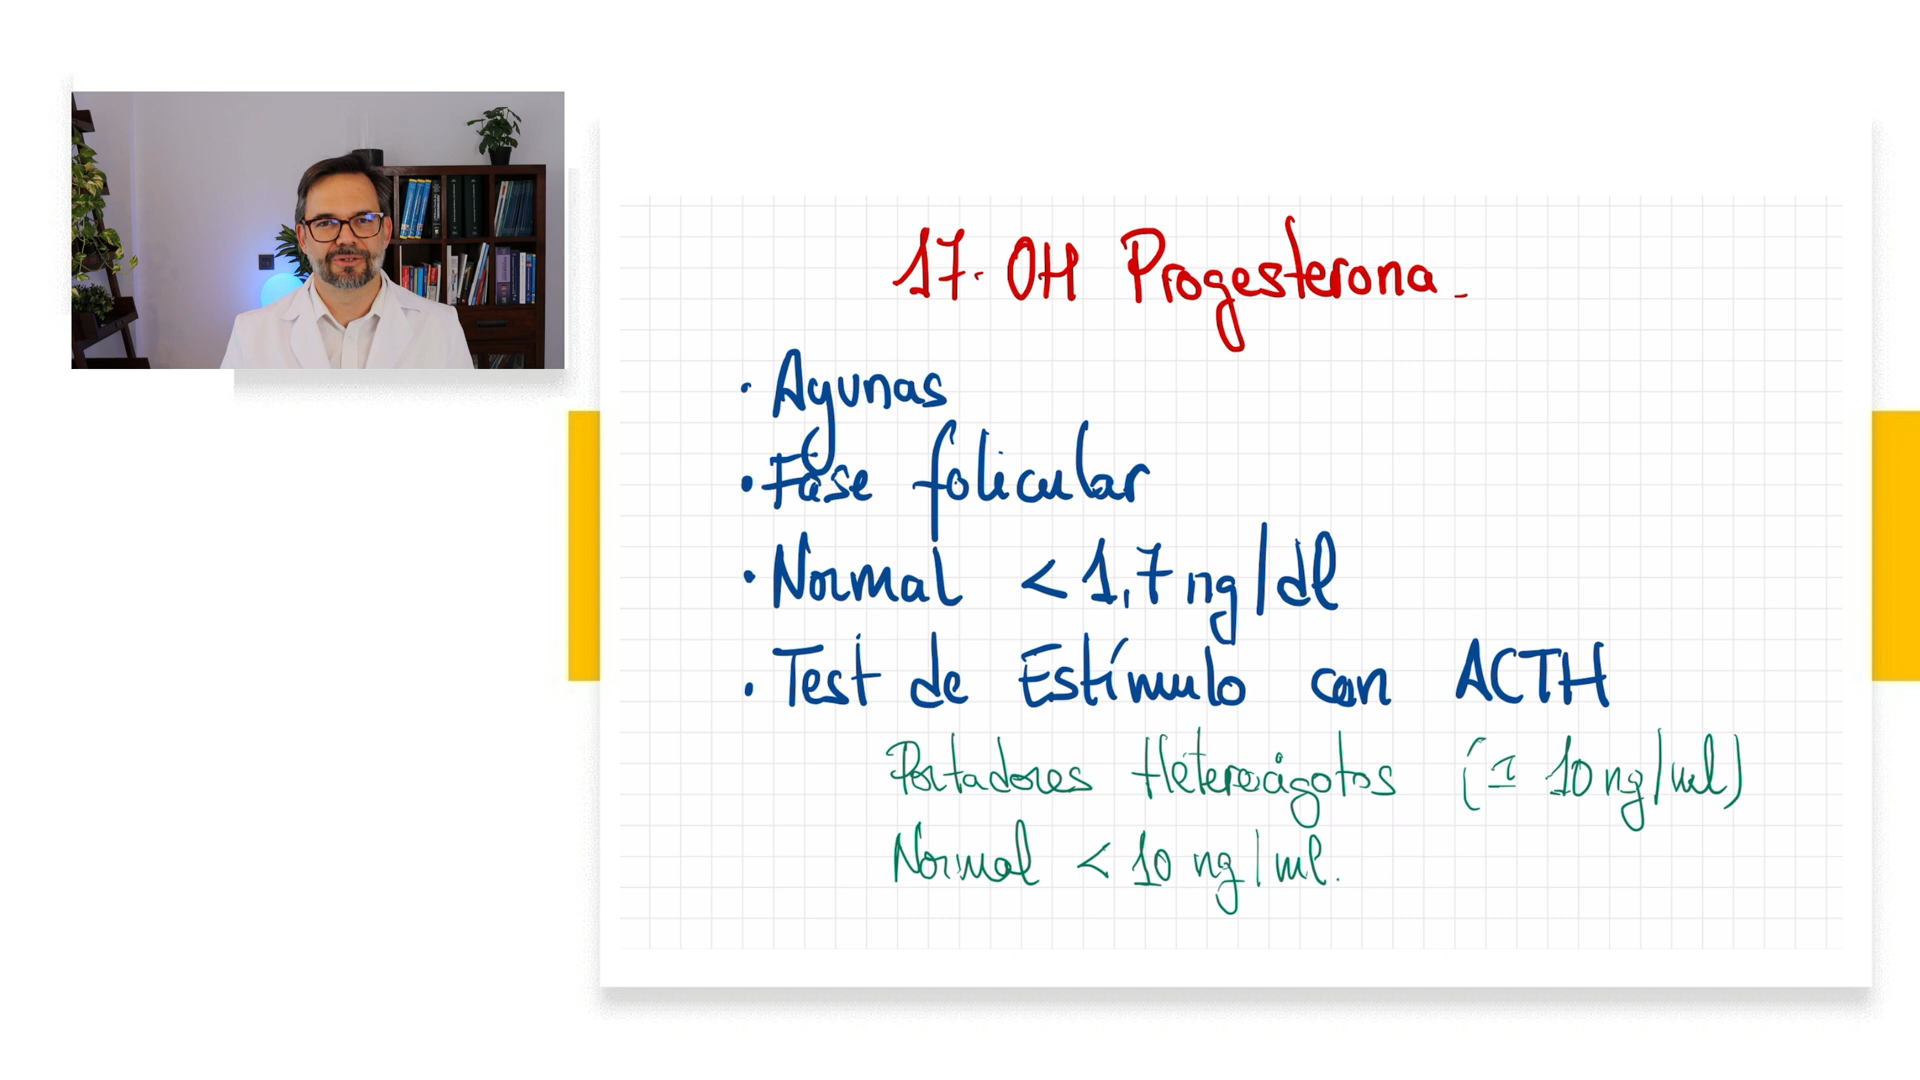 17-OH Progesterona.
• Ayunas
• Fase folicular
• Normal < 1,7 ng/dl
• Test de Estímulo con ACTH
Portadores Heterocigotos (± 10 ng/ml)
Normal < 10 ng/ml.